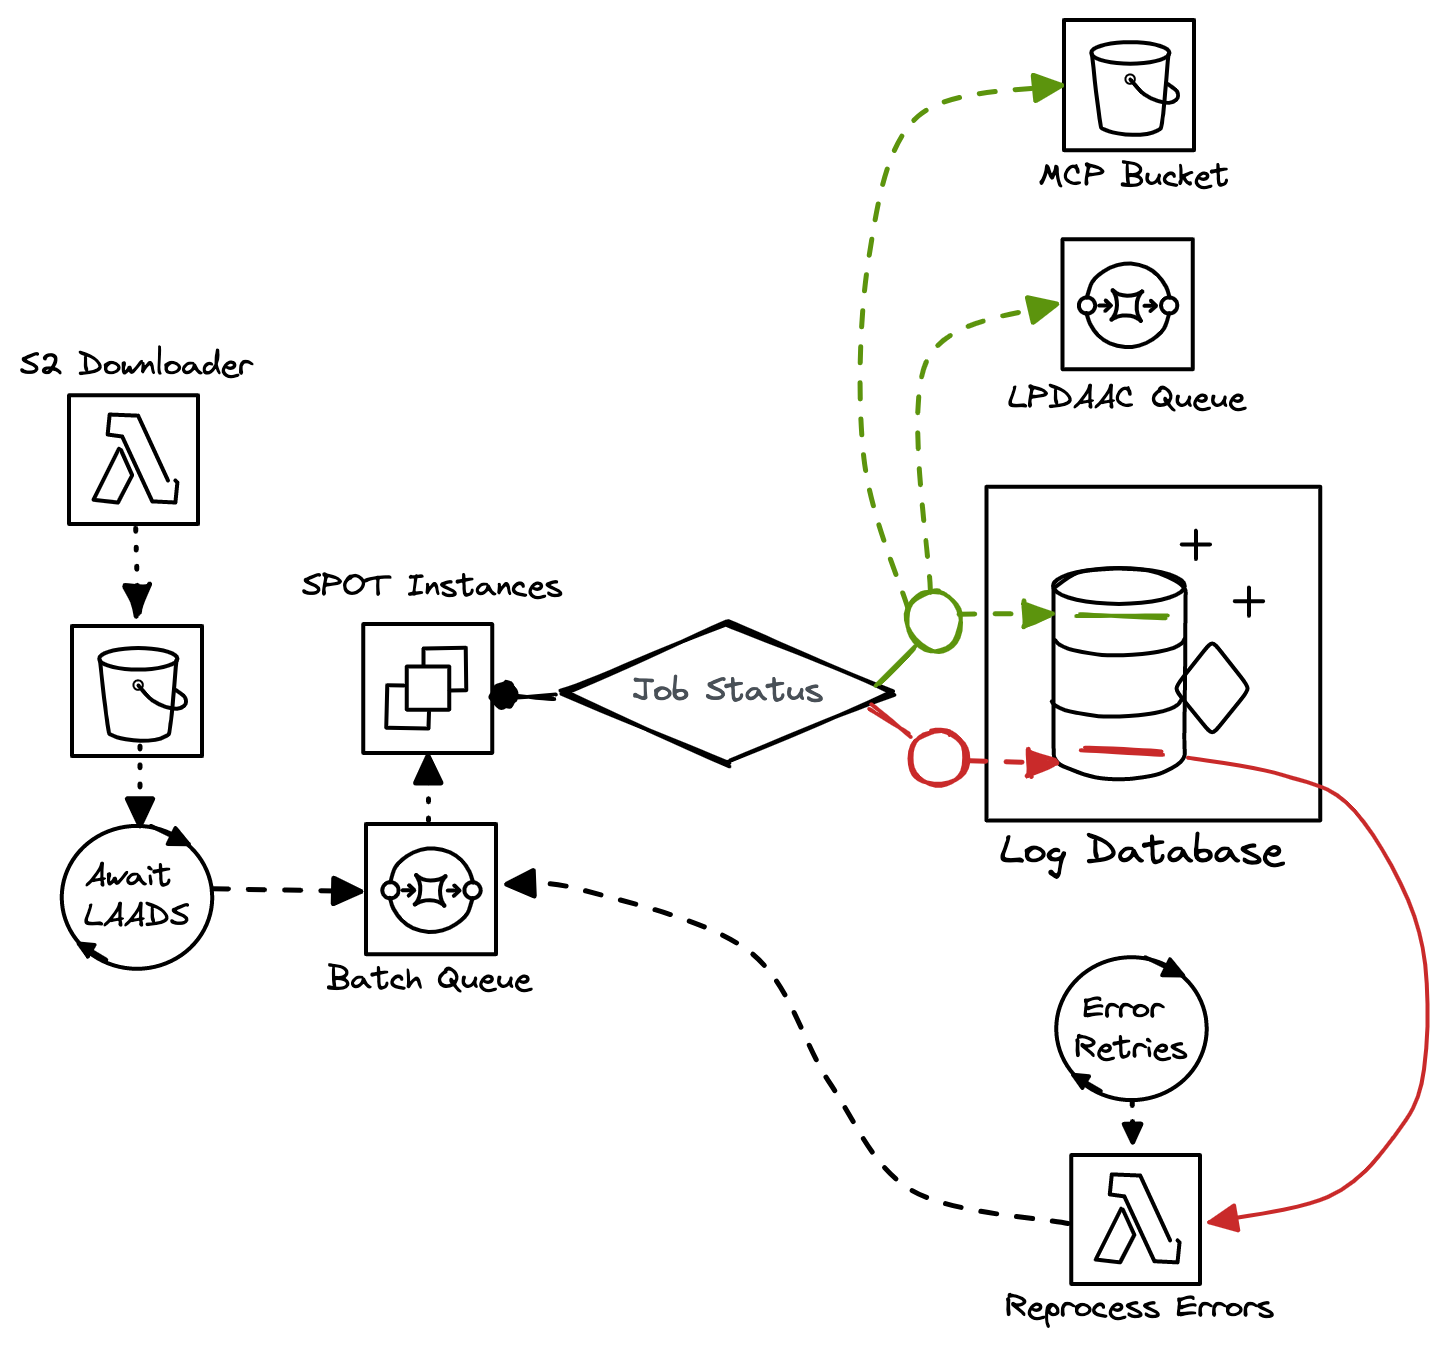 MCP Bucket
LPDAAC Queue
S2 Downloader
SPOT Instances
Job Status
Log Database
Await
LAADS
Batch Queue
Error
Retries
Reprocess Errors